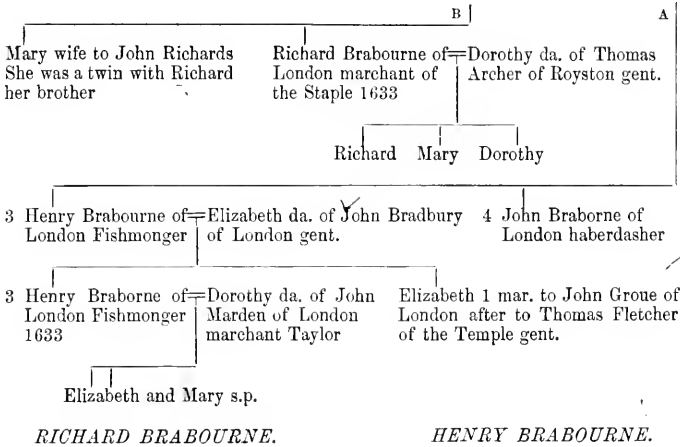 B A
Mary wife to John Richards
She was a twin with Richard
her brother
Richard Brabourne of
London marchant of
the Staple 1633
Dorothy da. of Thomas
Archer of Royston gent.
Richard Mary Dorothy
3 Henry Brabourne of
London Fishmonger
Elizabeth da. of John Bradbury
of London gent.
4 John Braborne of
London haberdasher
3 Henry Braborne of
London Fishmonger
1633
Dorothy da. of John
Marden of London
marchant Taylor
Elizabeth 1 mar. to John Groue of
London after to Thomas Fletcher
of the Temple gent.
Elizabeth and Mary s.p.
RICHARD BRABOURNE. HENRY BRABOURNE.